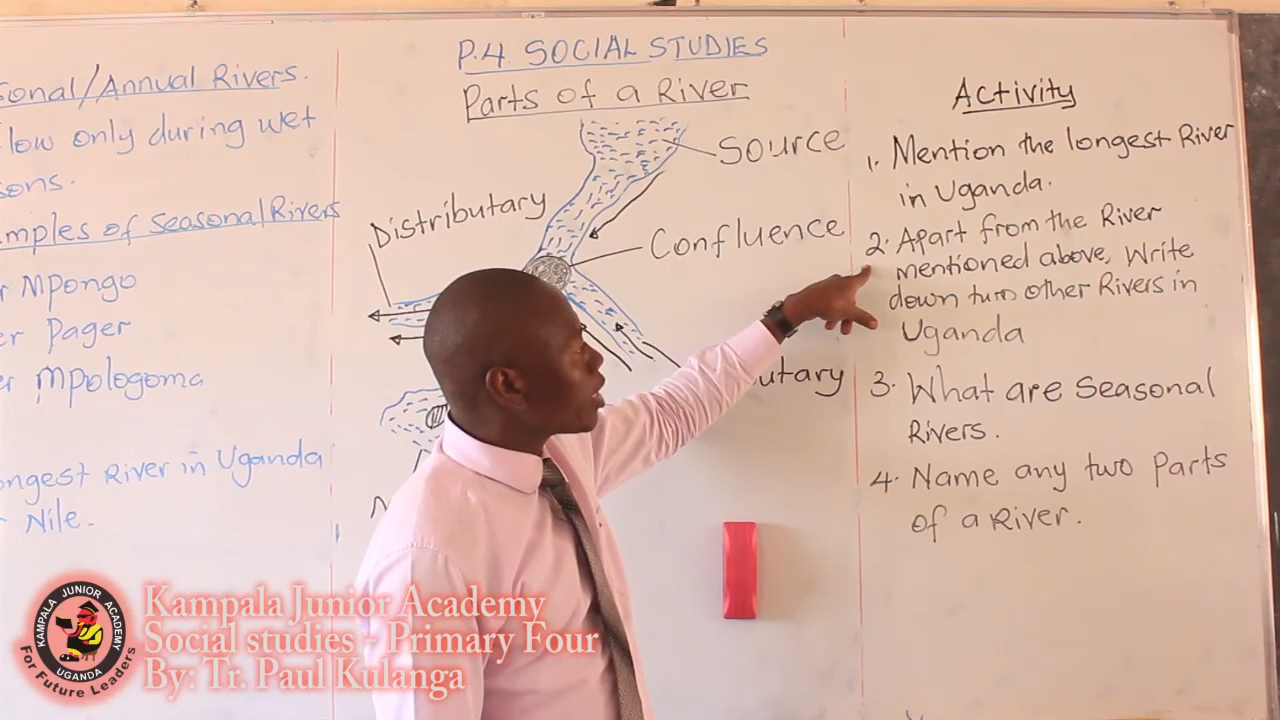 P.4 SOCIAL STUDIES
sonal/Annual Rivers.
low only during wet
sons.
mples of Seasonal Rivers
r Mpongo
er Pager
er Mpologoma
ongest River in Uganda
r Nile.
Parts of a River
Source
Distributary
Confluence
utary
Activity
1. Mention the longest River
in Uganda.
2. Apart from the River
mentioned above, Write
down two other Rivers in
Uganda
3. What are Seasonal
Rivers.
4. Name any two Parts
of a River.
KAMPALA JUNIOR ACADEMY
UGANDA
For Future Leaders
Kampala Junior Academy
Social studies - Primary Four
By: Tr. Paul Kulanga